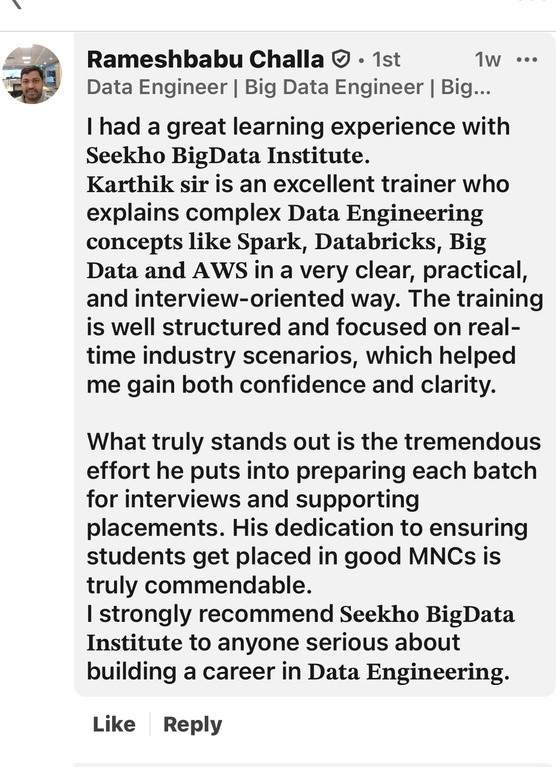 Rameshbabu Challa • 1st 1w •••
Data Engineer | Big Data Engineer | Big...
I had a great learning experience with
Seekho BigData Institute.
Karthik sir is an excellent trainer who
explains complex Data Engineering
concepts like Spark, Databricks, Big
Data and AWS in a very clear, practical,
and interview-oriented way. The training
is well structured and focused on real-
time industry scenarios, which helped
me gain both confidence and clarity.
What truly stands out is the tremendous
effort he puts into preparing each batch
for interviews and supporting
placements. His dedication to ensuring
students get placed in good MNCs is
truly commendable.
I strongly recommend Seekho BigData
Institute to anyone serious about
building a career in Data Engineering.
Like Reply